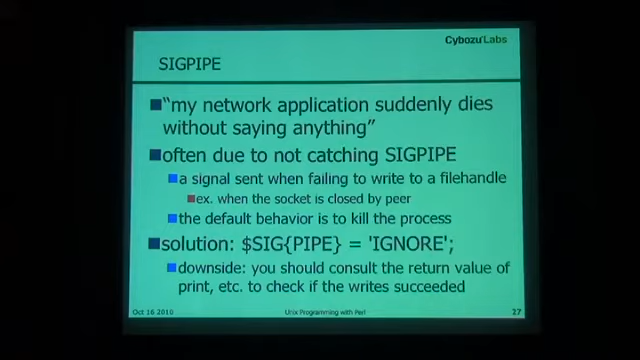 Cybozu Labs
SIGPIPE
"my network application suddenly dies
without saying anything"
often due to not catching SIGPIPE
a signal sent when failing to write to a filehandle
ex. when the socket is closed by peer
the default behavior is to kill the process
solution: $SIG{PIPE} = 'IGNORE';
downside: you should consult the return value of
print, etc. to check if the writes succeeded
Oct 16 2010
Unix Programming with Perl
27